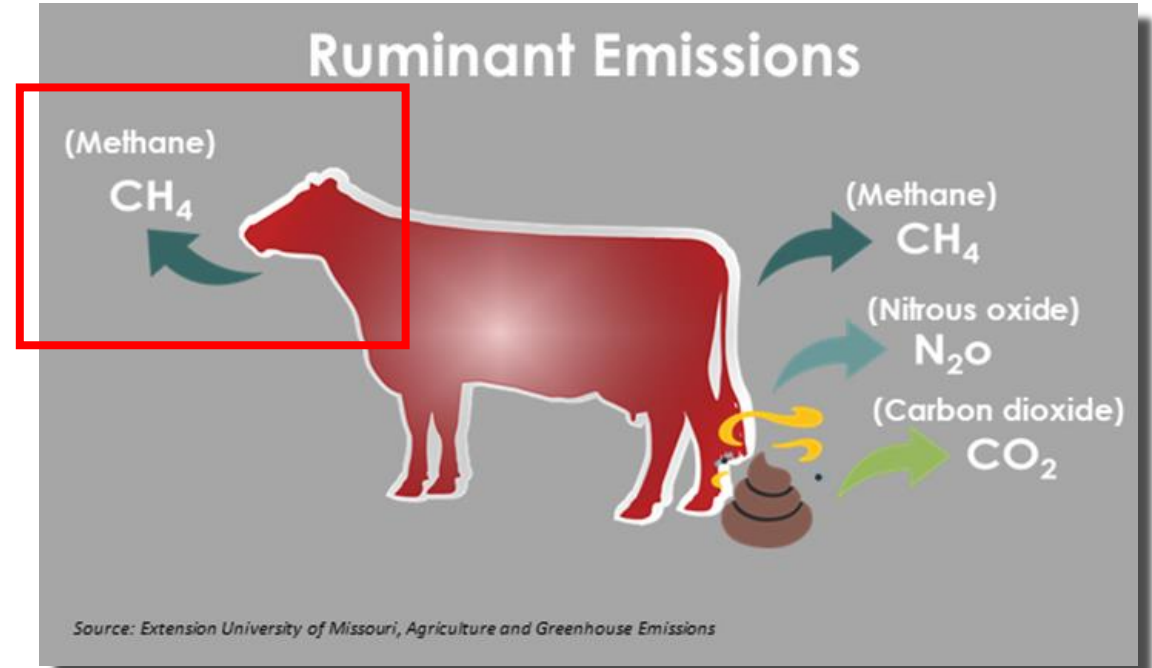 Ruminant Emissions
(Methane)
CH₄
(Methane)
CH₄
(Nitrous oxide)
N₂o
(Carbon dioxide)
CO₂
Source: Extension University of Missouri, Agriculture and Greenhouse Emissions